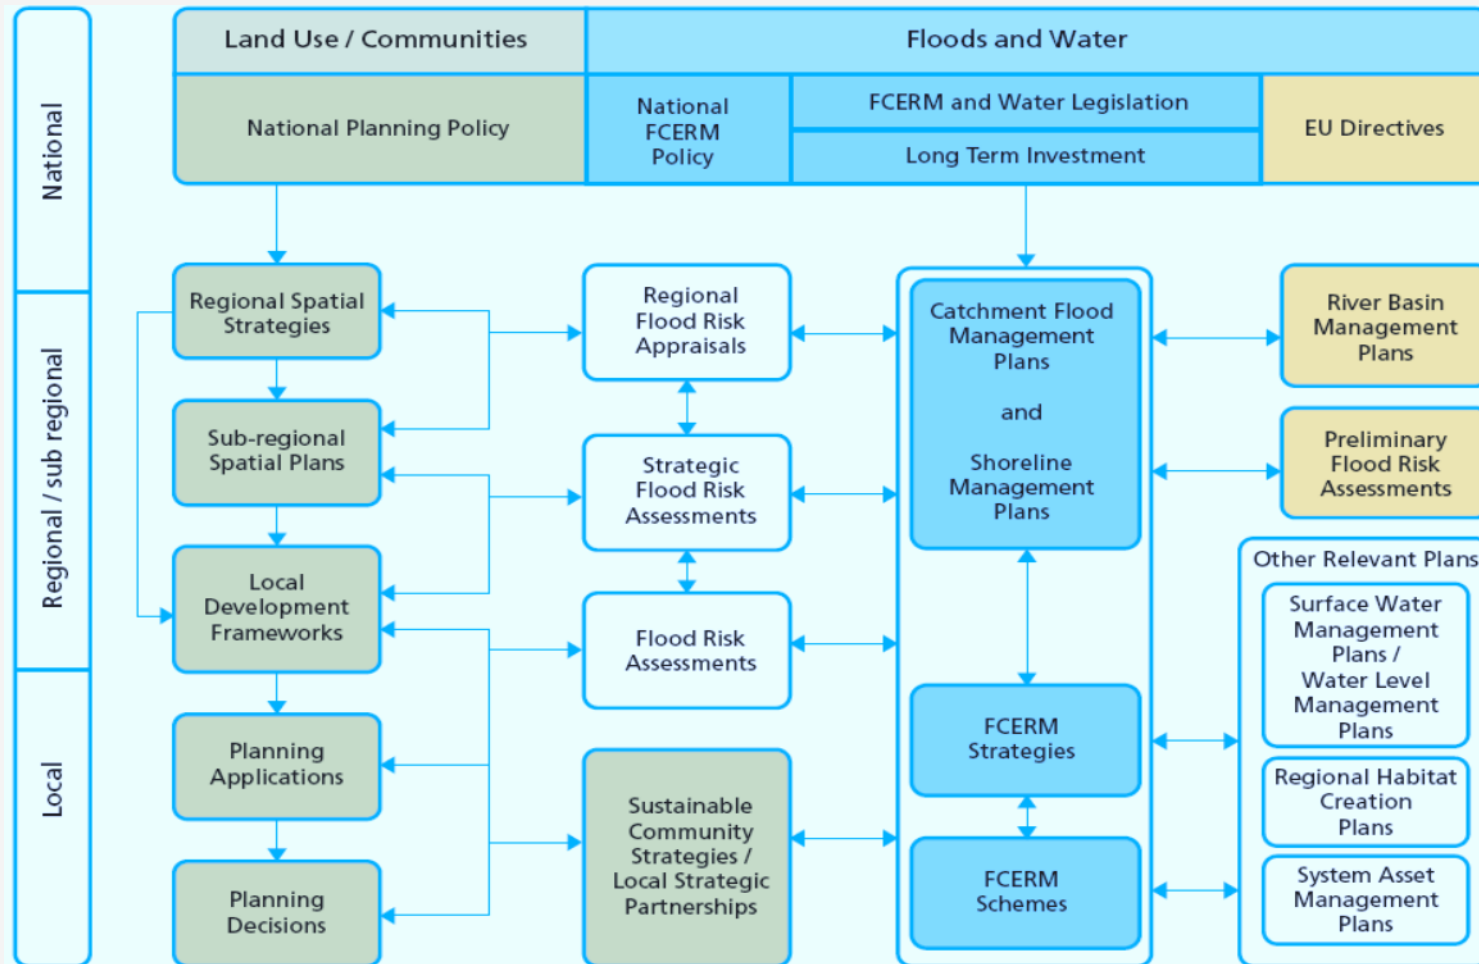 Land Use / Communities
Floods and Water
National
National Planning Policy
National
FCERM
Policy
FCERM and Water Legislation
Long Term Investment
EU Directives
Regional / sub regional
Regional Spatial
Strategies
Sub-regional
Spatial Plans
Local
Development
Frameworks
Regional
Flood Risk
Appraisals
Strategic
Flood Risk
Assessments
Flood Risk
Assessments
Catchment Flood
Management
Plans
and
Shoreline
Management
Plans
River Basin
Management
Plans
Preliminary
Flood Risk
Assessments
Other Relevant Plans
Surface Water
Management
Plans /
Water Level
Management
Plans
Regional Habitat
Creation
Plans
System Asset
Management
Plans
Local
Planning
Applications
Planning
Decisions
Sustainable
Community
Strategies /
Local Strategic
Partnerships
FCERM
Strategies
FCERM
Schemes